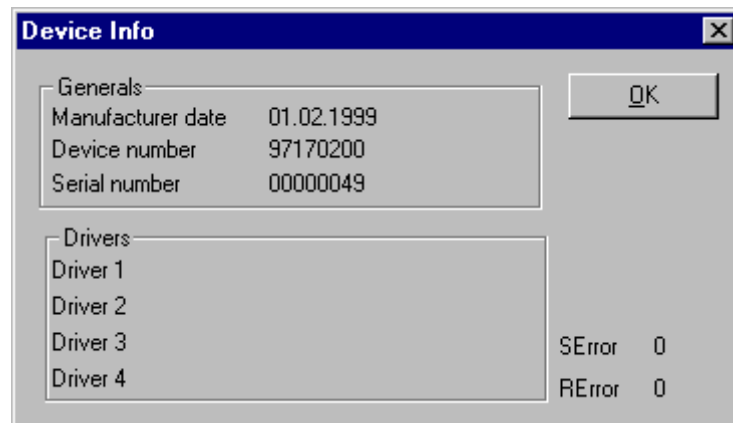 Device Info
Generals
OK
Manufacturer date 01.02.1999
Device number 97170200
Serial number 00000049
Drivers
Driver 1
Driver 2
Driver 3
SError 0
Driver 4
RError 0